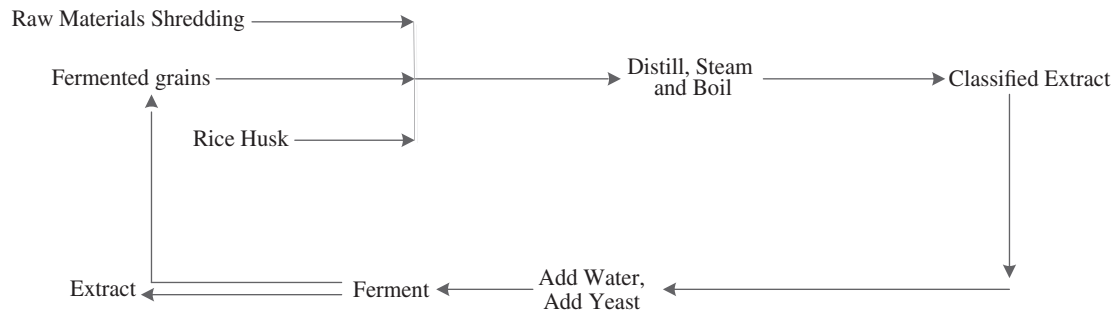 Raw Materials Shredding
Fermented grains
Distill, Steam
and Boil
Classified Extract
Rice Husk
Extract
Ferment
Add Water,
Add Yeast